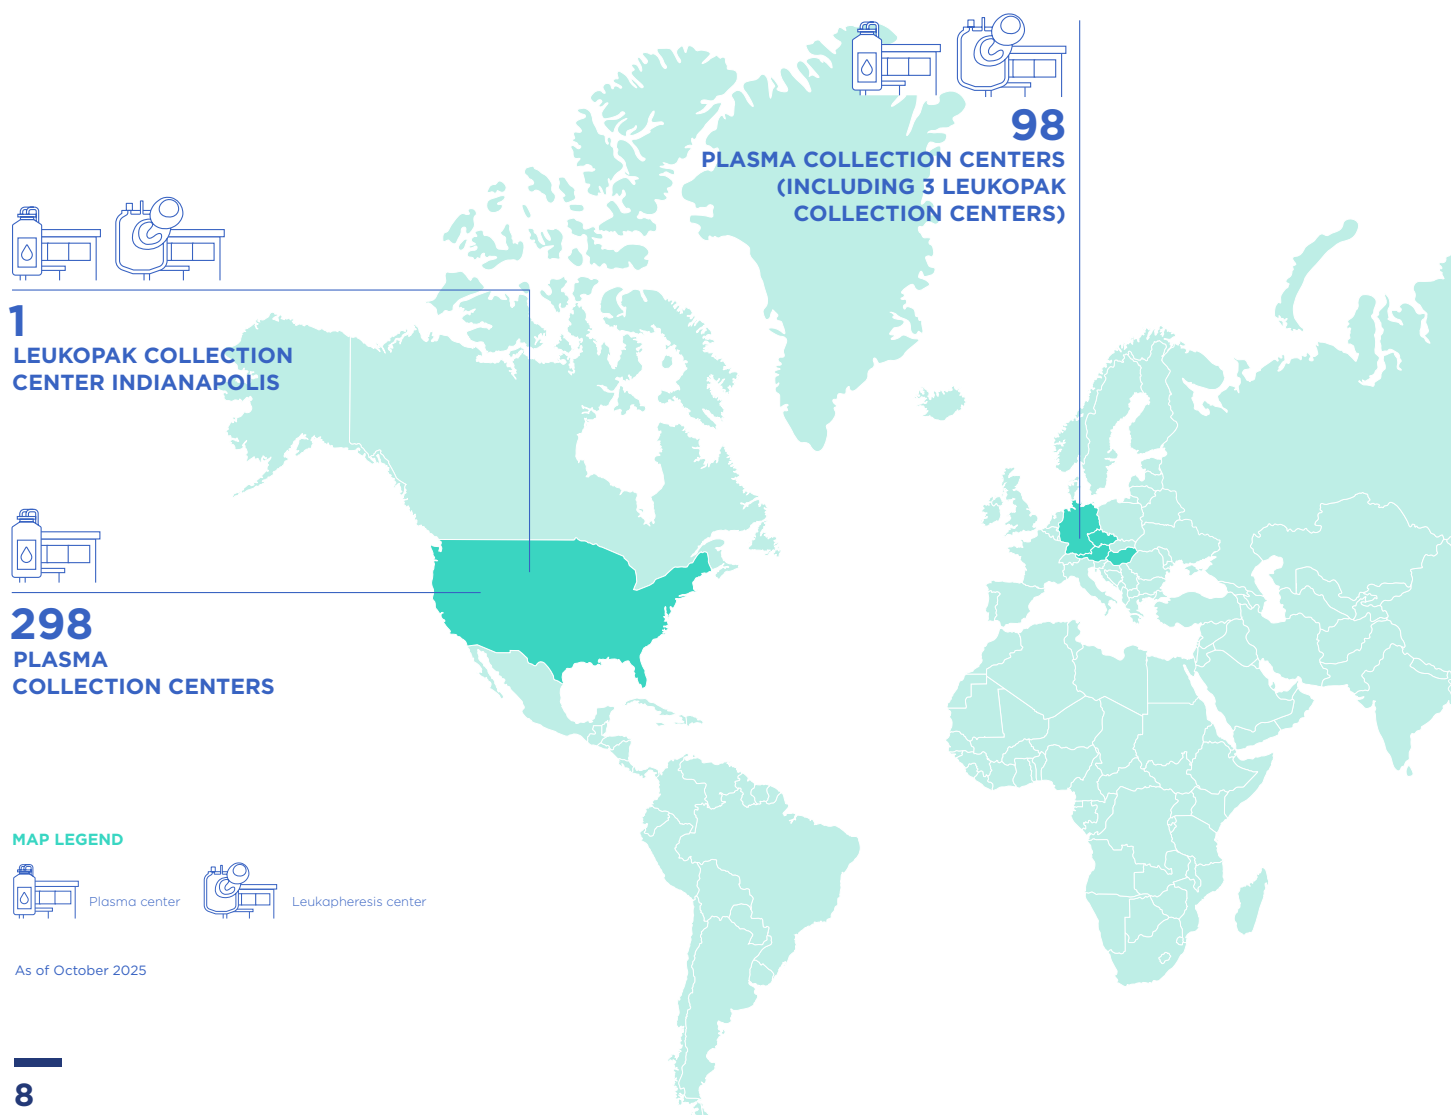 98
PLASMA COLLECTION CENTERS
(INCLUDING 3 LEUKOPAK
COLLECTION CENTERS)
1
LEUKOPAK COLLECTION
CENTER INDIANAPOLIS
298
PLASMA
COLLECTION CENTERS
MAP LEGEND
Plasma center
Leukapheresis center
As of October 2025
8